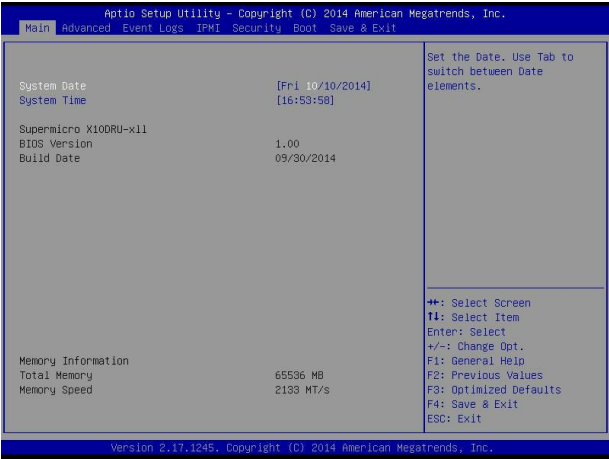 Aptio Setup Utility – Copyright (C) 2014 American Megatrends, Inc.
Main Advanced Event Logs IPMI Security Boot Save & Exit
Set the Date. Use Tab to
switch between Date
elements.
System Date [Fri 10/10/2014]
System Time [16:53:58]
Supermicro X10DRU-xll
BIOS Version 1.00
Build Date 09/30/2014
Memory Information
Total Memory 65536 MB
Memory Speed 2133 MT/s
→←: Select Screen
↑↓: Select Item
Enter: Select
+/-: Change Opt.
F1: General Help
F2: Previous Values
F3: Optimized Defaults
F4: Save & Exit
ESC: Exit
Version 2.17.1245. Copyright (C) 2014 American Megatrends, Inc.